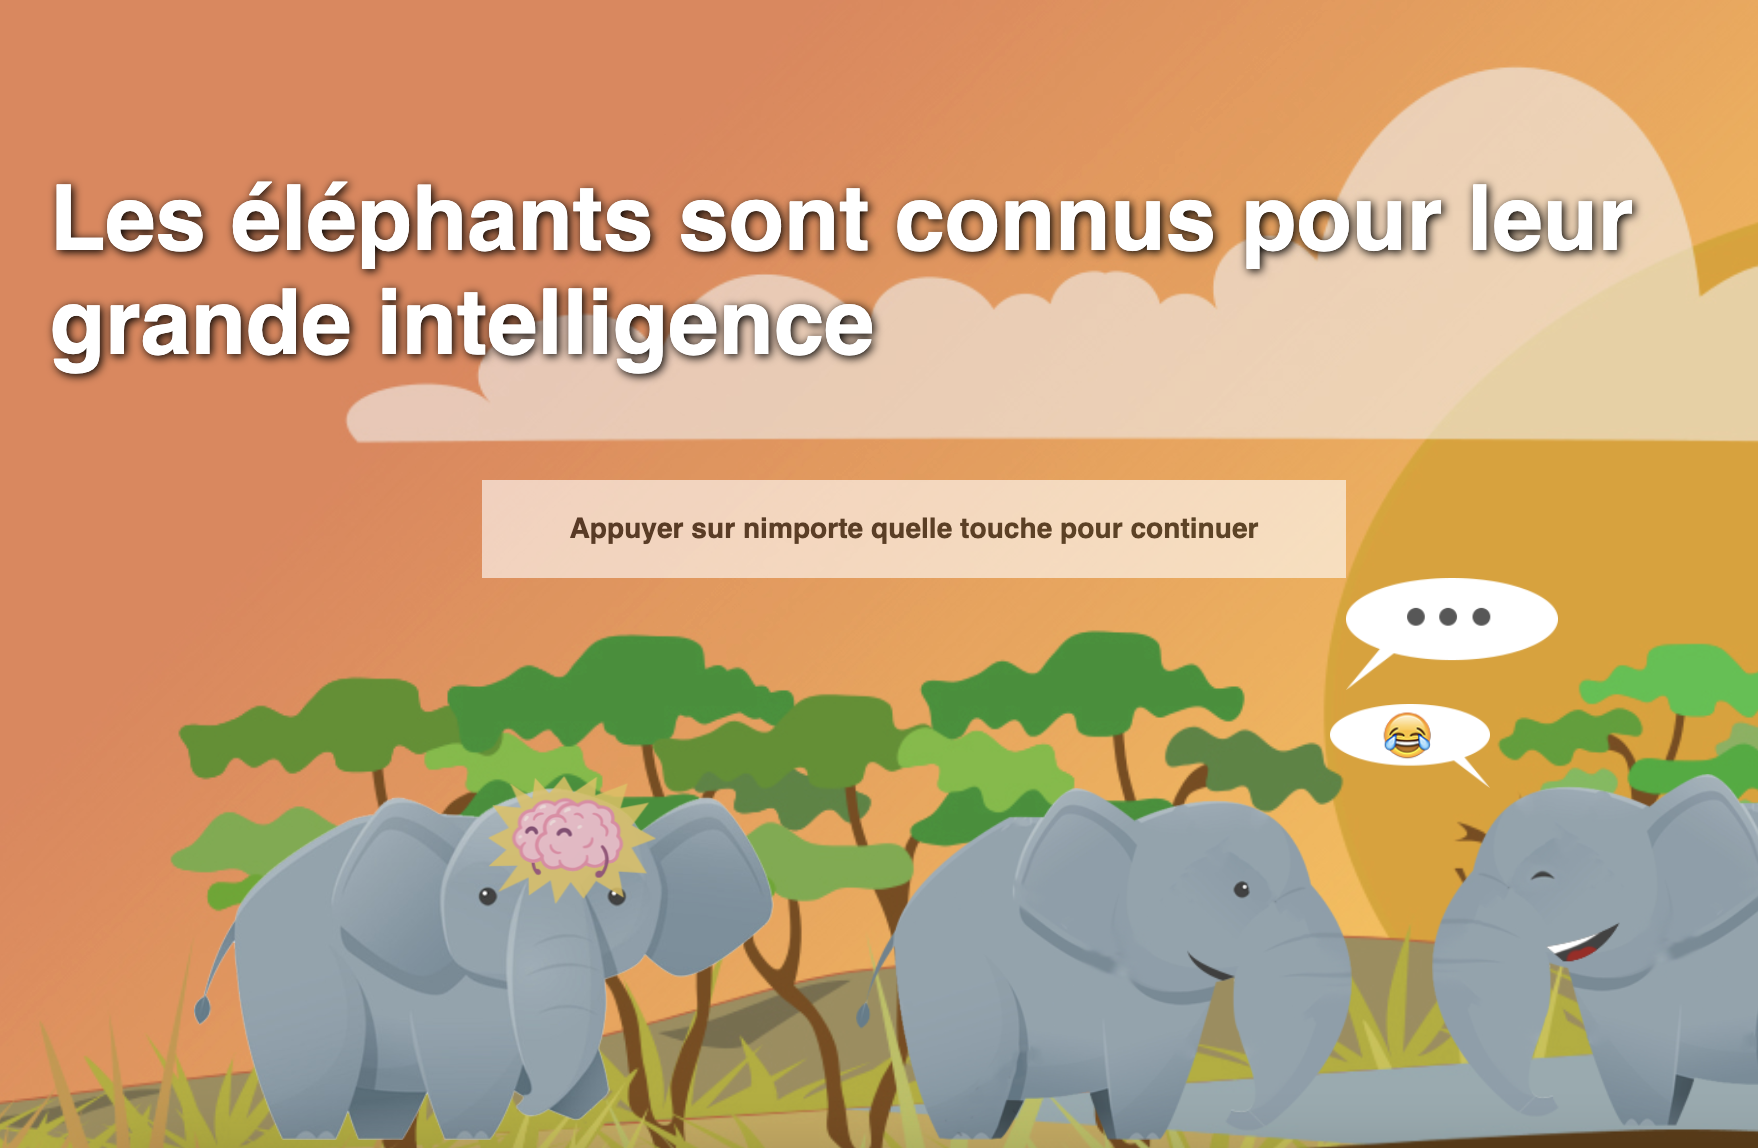 Les éléphants sont connus pour leur
grande intelligence
Appuyer sur nimporte quelle touche pour continuer